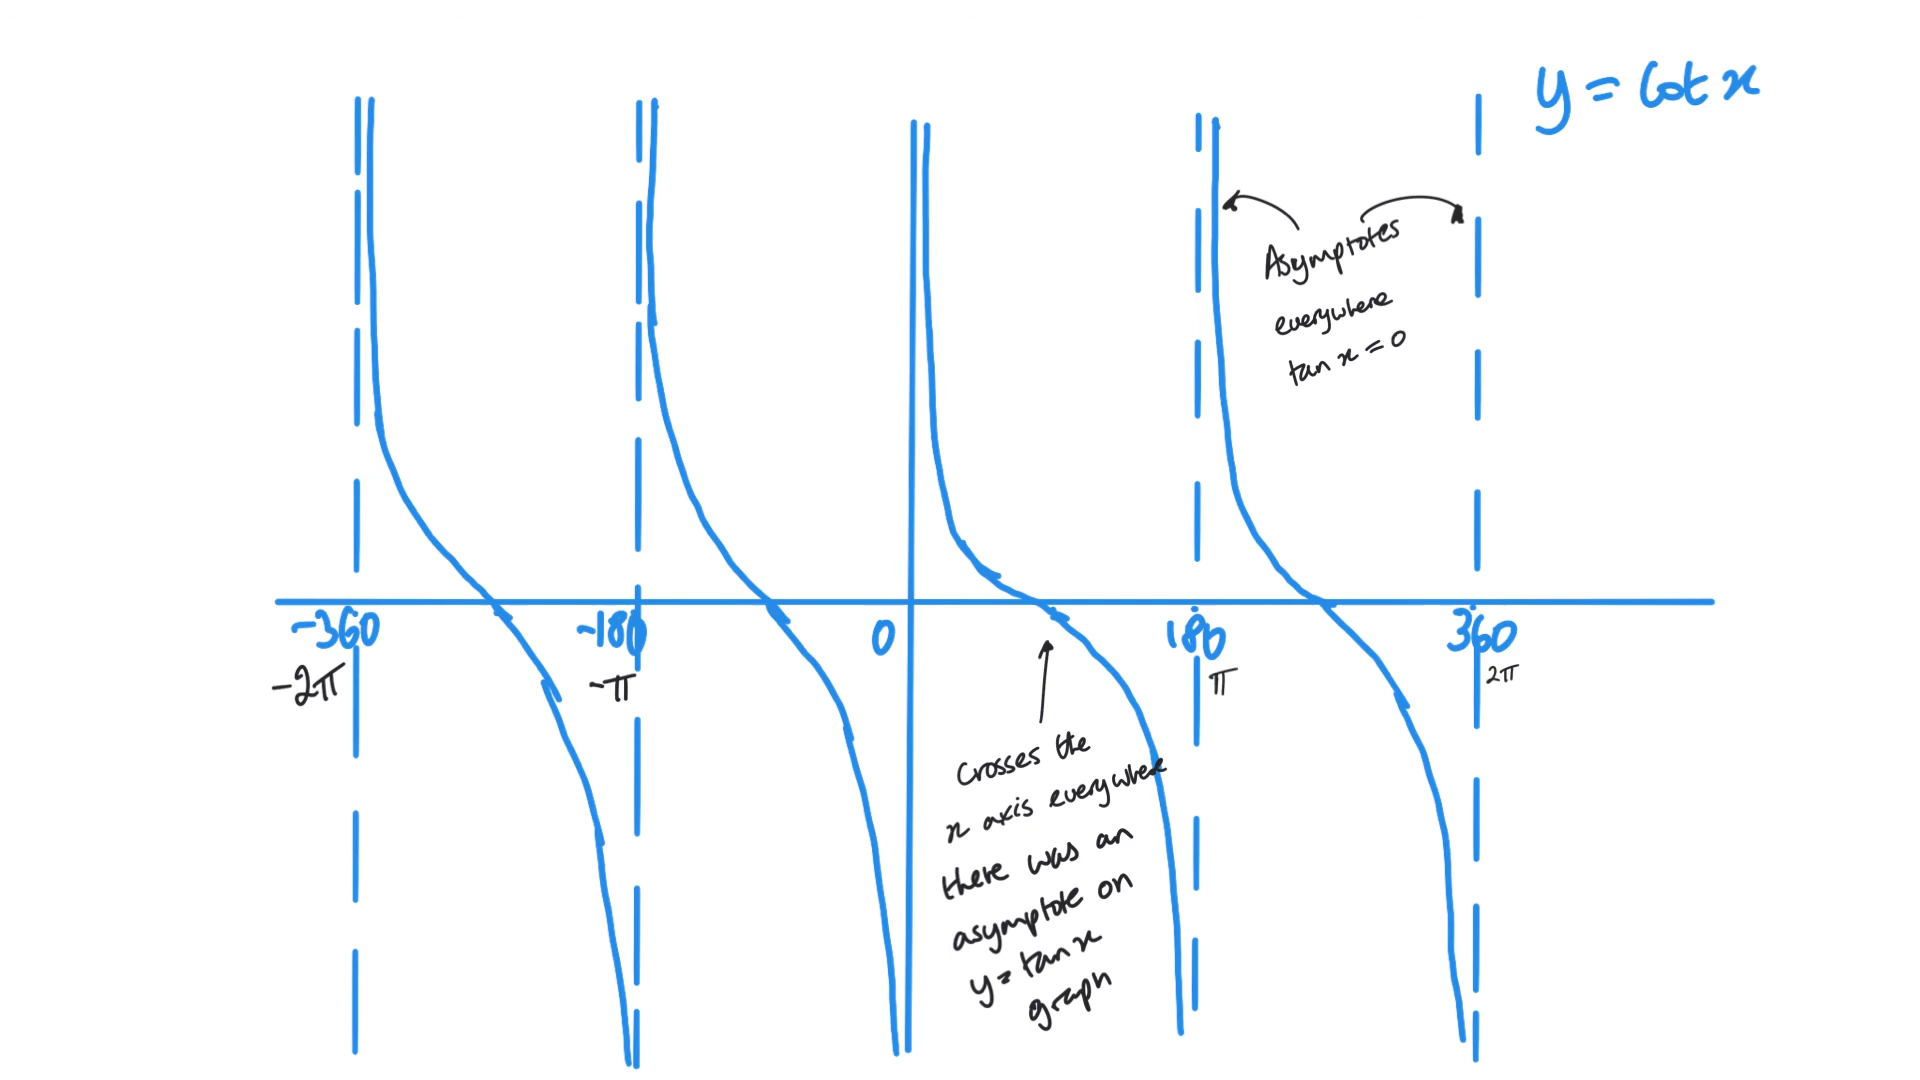 y = cot x
Asymptotes
everywhere
tan x = 0
-360
-180
0
180
360
-2π
-π
π
2π
Crosses the
x axis everywhere
there was an
asymptote on
y = tan x
graph